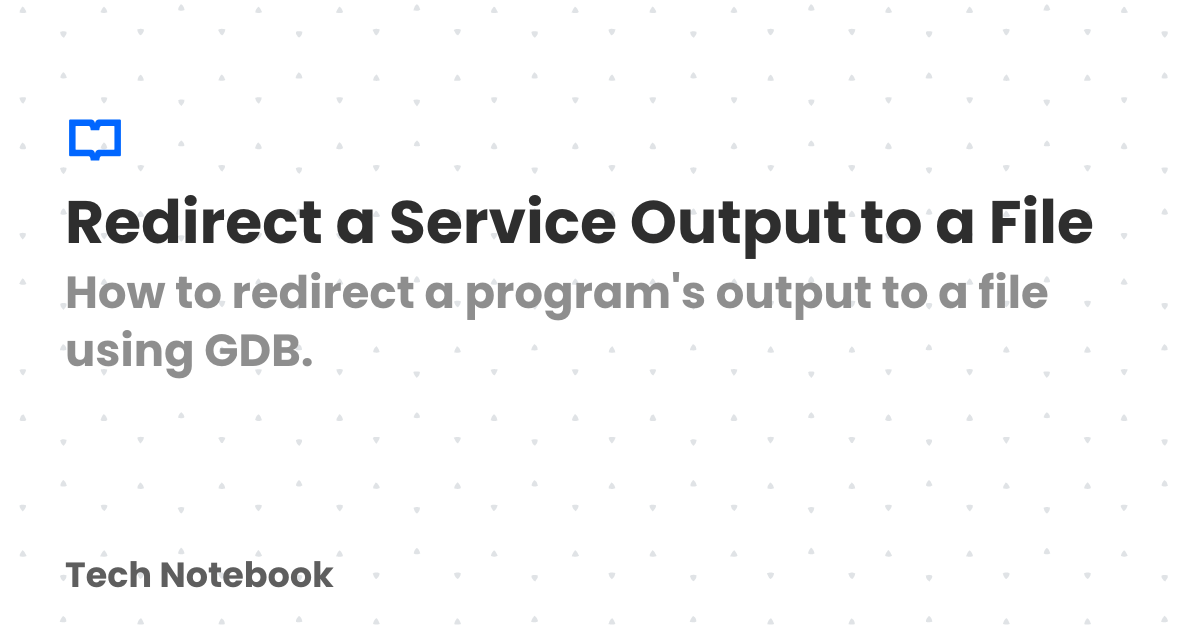 Redirect a Service Output to a File
How to redirect a program's output to a file
using GDB.
Tech Notebook